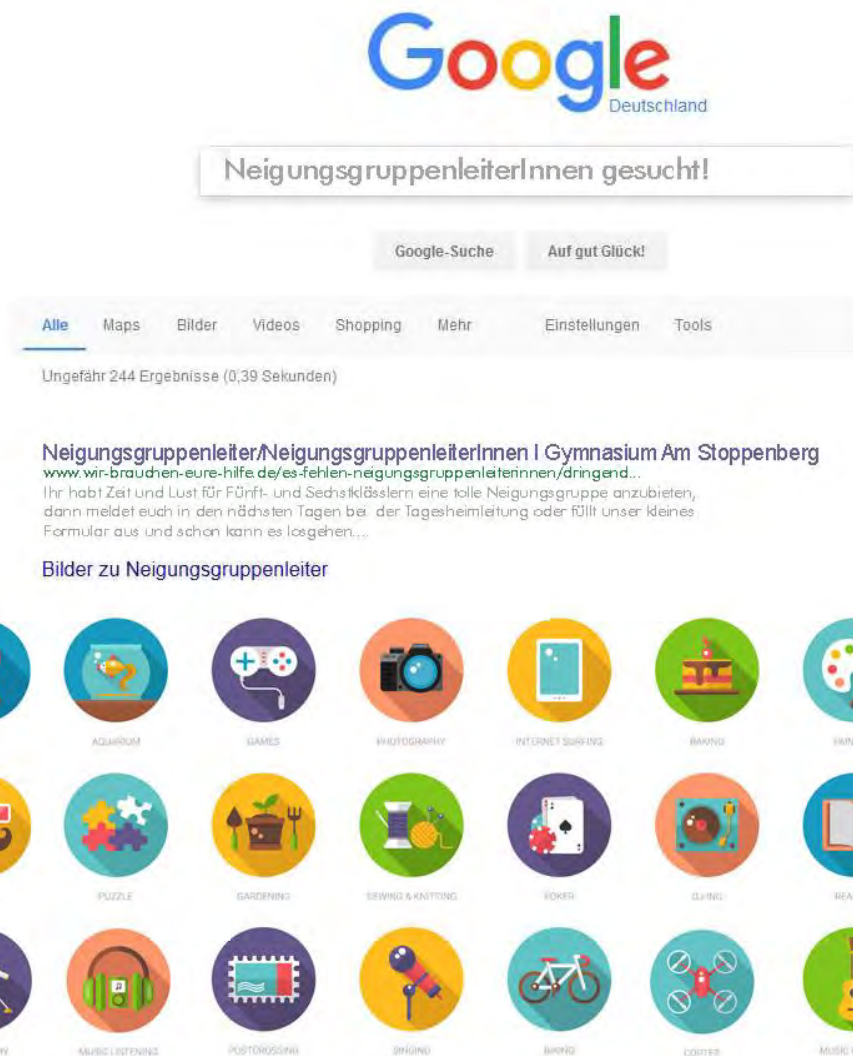 Google
Deutschland
NeigungsgruppenleiterInnen gesucht!
Google-Suche Auf gut Glück!
Alle Maps Bilder Videos Shopping Mehr Einstellungen Tools
Ungefähr 244 Ergebnisse (0,39 Sekunden)
Neigungsgruppenleiter/NeigungsgruppenleiterInnen I Gymnasium Am Stoppenberg
www.wir-brauchen-eure-hilfe.de/es-fehlen-neigungsgruppenleiterinnen/dringend...
Ihr habt Zeit und Lust für Fünft- und Sechstklässlern eine tolle Neigungsgruppe anzubieten,
dann meldet euch in den nächsten Tagen bei der Tagesheimleitung oder füllt unser kleines
Formular aus und schon kann es losgehen....
Bilder zu Neigungsgruppenleiter
AQUARIUM GAMES PHOTOGRAPHY INTERNET SURFING BAKING
PUZZLE GARDENING SEWING & KNITTING POKER DJ-ING
MUSIC LISTENING POSTCROSSING SINGING BIKING COPTER MUSIC